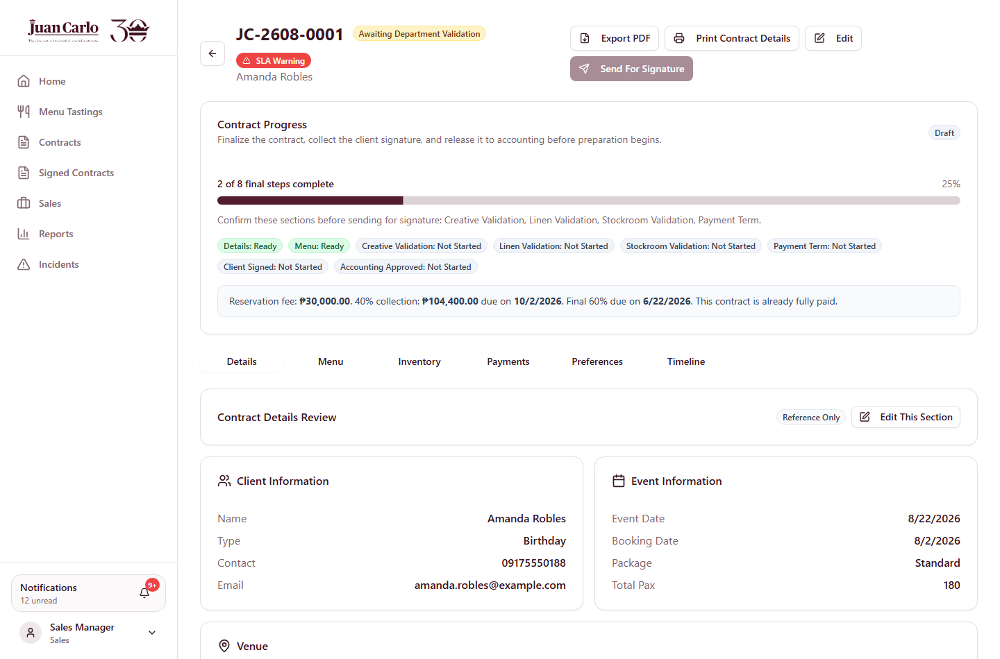 Juan Carlo 30
Home
Menu Tastings
Contracts
Signed Contracts
Sales
Reports
Incidents
Notifications
12 unread
9+
Sales Manager
Sales
JC-2608-0001
Awaiting Department Validation
SLA Warning
Amanda Robles
Export PDF
Print Contract Details
Edit
Send For Signature
Contract Progress
Finalize the contract, collect the client signature, and release it to accounting before preparation begins.
Draft
2 of 8 final steps complete
25%
Confirm these sections before sending for signature: Creative Validation, Linen Validation, Stockroom Validation, Payment Term.
Details: Ready
Menu: Ready
Creative Validation: Not Started
Linen Validation: Not Started
Stockroom Validation: Not Started
Payment Term: Not Started
Client Signed: Not Started
Accounting Approved: Not Started
Reservation fee: ₱30,000.00. 40% collection: ₱104,400.00 due on 10/2/2026. Final 60% due on 6/22/2026. This contract is already fully paid.
Details
Menu
Inventory
Payments
Preferences
Timeline
Contract Details Review
Reference Only
Edit This Section
Client Information
Name Amanda Robles
Type Birthday
Contact 09175550188
Email amanda.robles@example.com
Event Information
Event Date 8/22/2026
Booking Date 8/2/2026
Package Standard
Total Pax 180
Venue